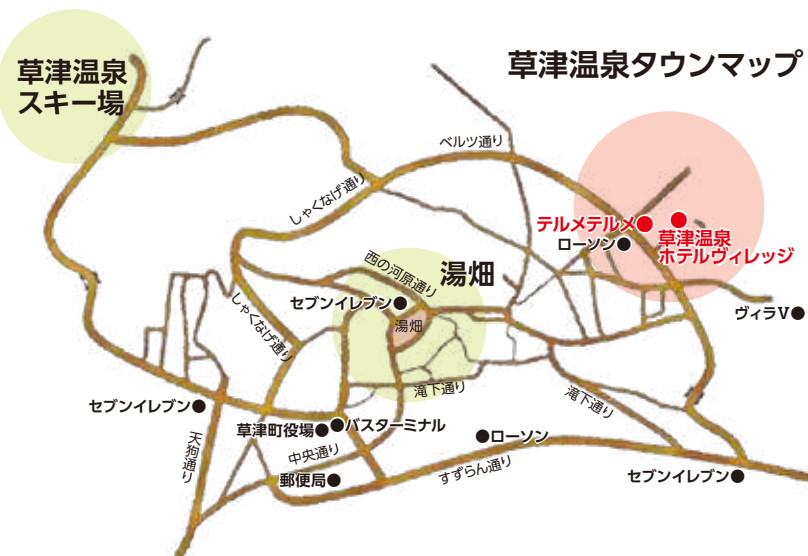 草津温泉
スキー場
草津温泉タウンマップ
ベルツ通り
しゃくなげ通り
テルメテルメ
ローソン
草津温泉
ホテルヴィレッジ
西の河原通り
湯畑
セブンイレブン
湯畑
ヴィラV
しゃくなげ通り
滝下通り
滝下通り
セブンイレブン
草津町役場
バスターミナル
ローソン
天狗通り
中央通り
すずらん通り
郵便局
セブンイレブン